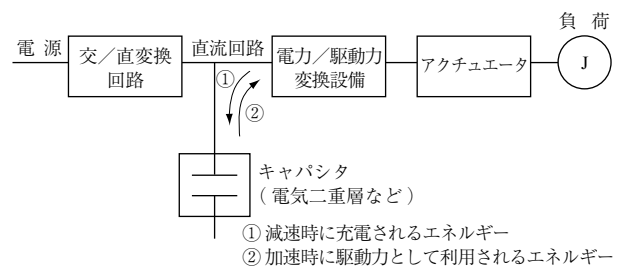 負 荷
電 源
交／直変換
回路
直流回路
電力／駆動力
変換設備
アクチュエータ
J
①
②
キャパシタ
（電気二重層など）
① 減速時に充電されるエネルギー
② 加速時に駆動力として利用されるエネルギー